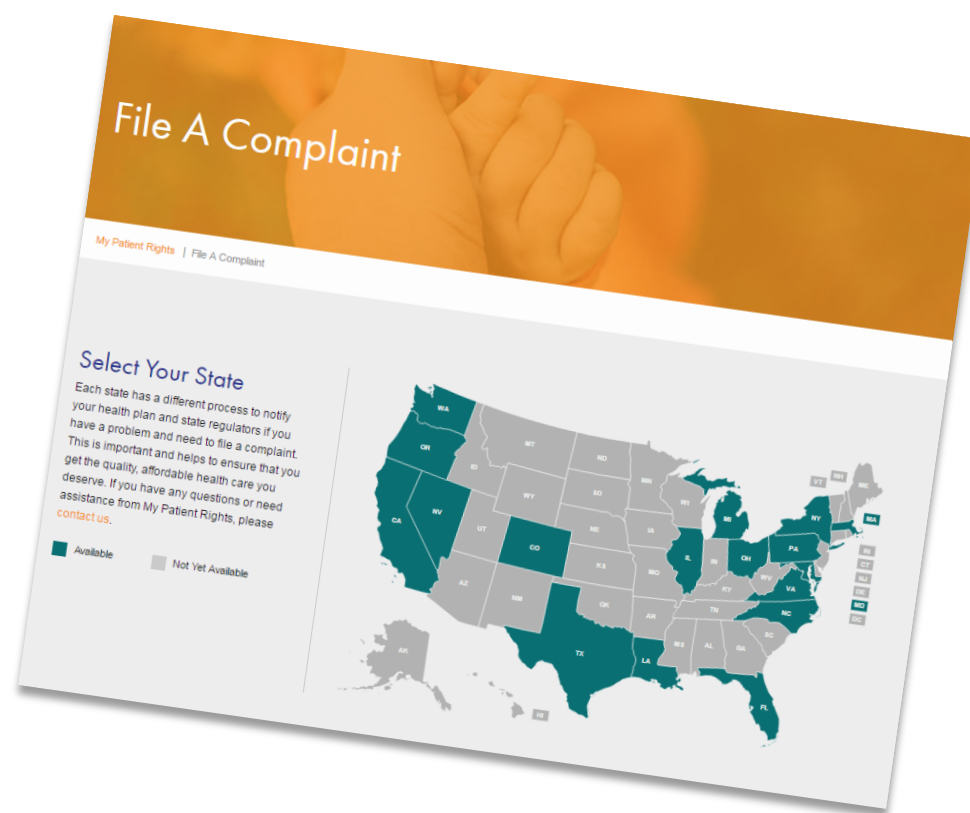 File A Complaint
My Patient Rights | File A Complaint
Select Your State
Each state has a different process to notify
your health plan and state regulators if you
have a problem and need to file a complaint.
This is important and helps to ensure that you
get the quality, affordable health care you
deserve. If you have any questions or need
assistance from My Patient Rights, please
contact us.
Available
Not Yet Available
WA
OR
CA
NV
ID
MT
WY
UT
CO
AZ
NM
ND
SD
NE
KS
OK
TX
MN
IA
MO
AR
LA
WI
IL
MI
IN
OH
KY
TN
MS
AL
GA
FL
SC
NC
VA
WV
PA
NY
VT
NH
ME
MA
RI
CT
NJ
DE
MD
DC
AK
HI